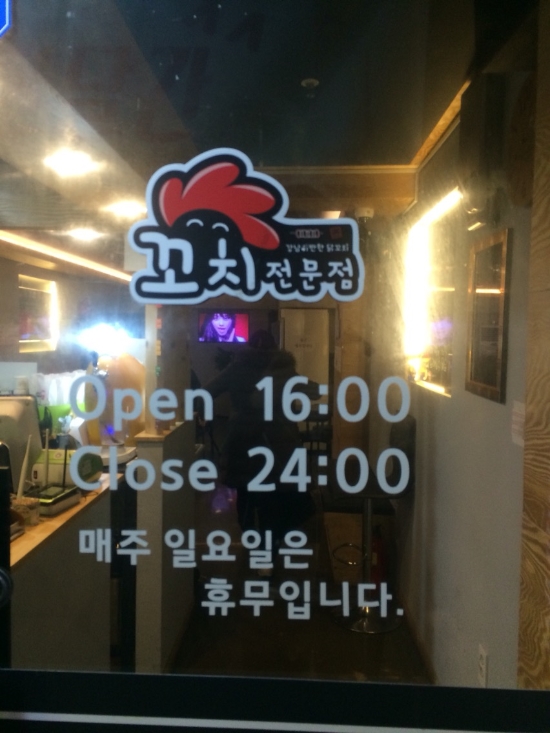 꼬치 전문점
Open 16:00
Close 24:00
매주 일요일은
휴무입니다.